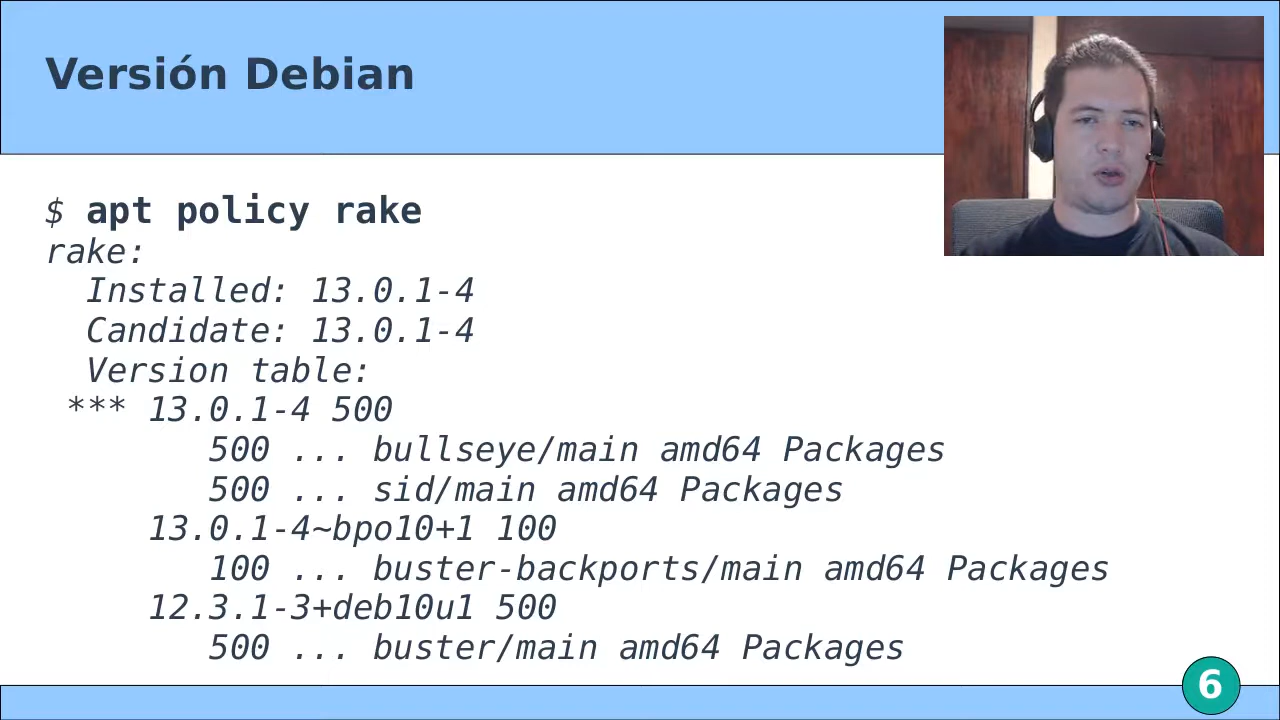 Versión Debian
$ apt policy rake
rake:
Installed: 13.0.1-4
Candidate: 13.0.1-4
Version table:
*** 13.0.1-4 500
500 ... bullseye/main amd64 Packages
500 ... sid/main amd64 Packages
13.0.1-4~bpo10+1 100
100 ... buster-backports/main amd64 Packages
12.3.1-3+deb10u1 500
500 ... buster/main amd64 Packages
6